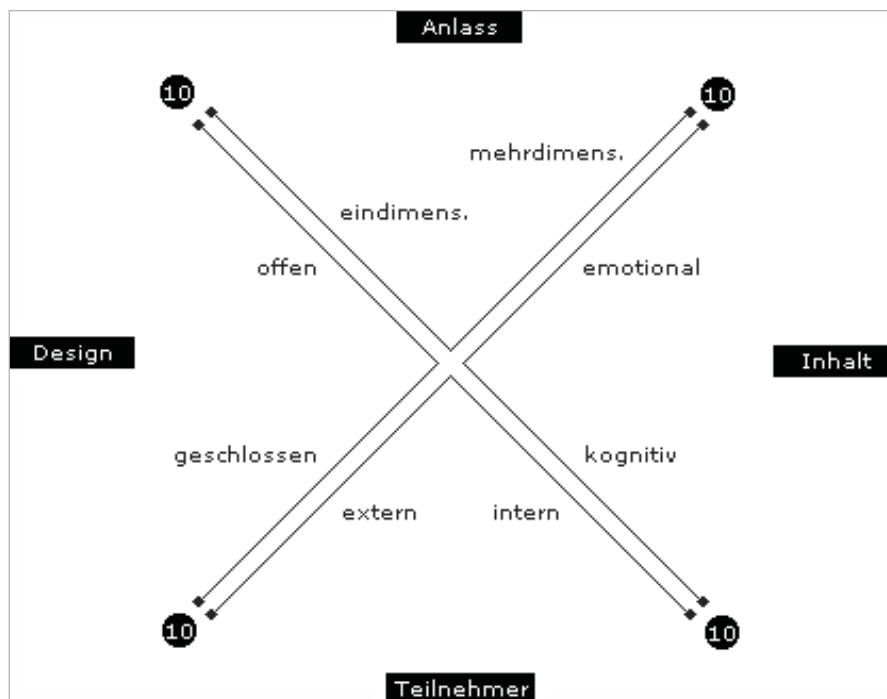 Anlass
10
10
mehrdimens.
eindimens.
offen
emotional
Design
Inhalt
geschlossen
kognitiv
extern
intern
10
10
Teilnehmer